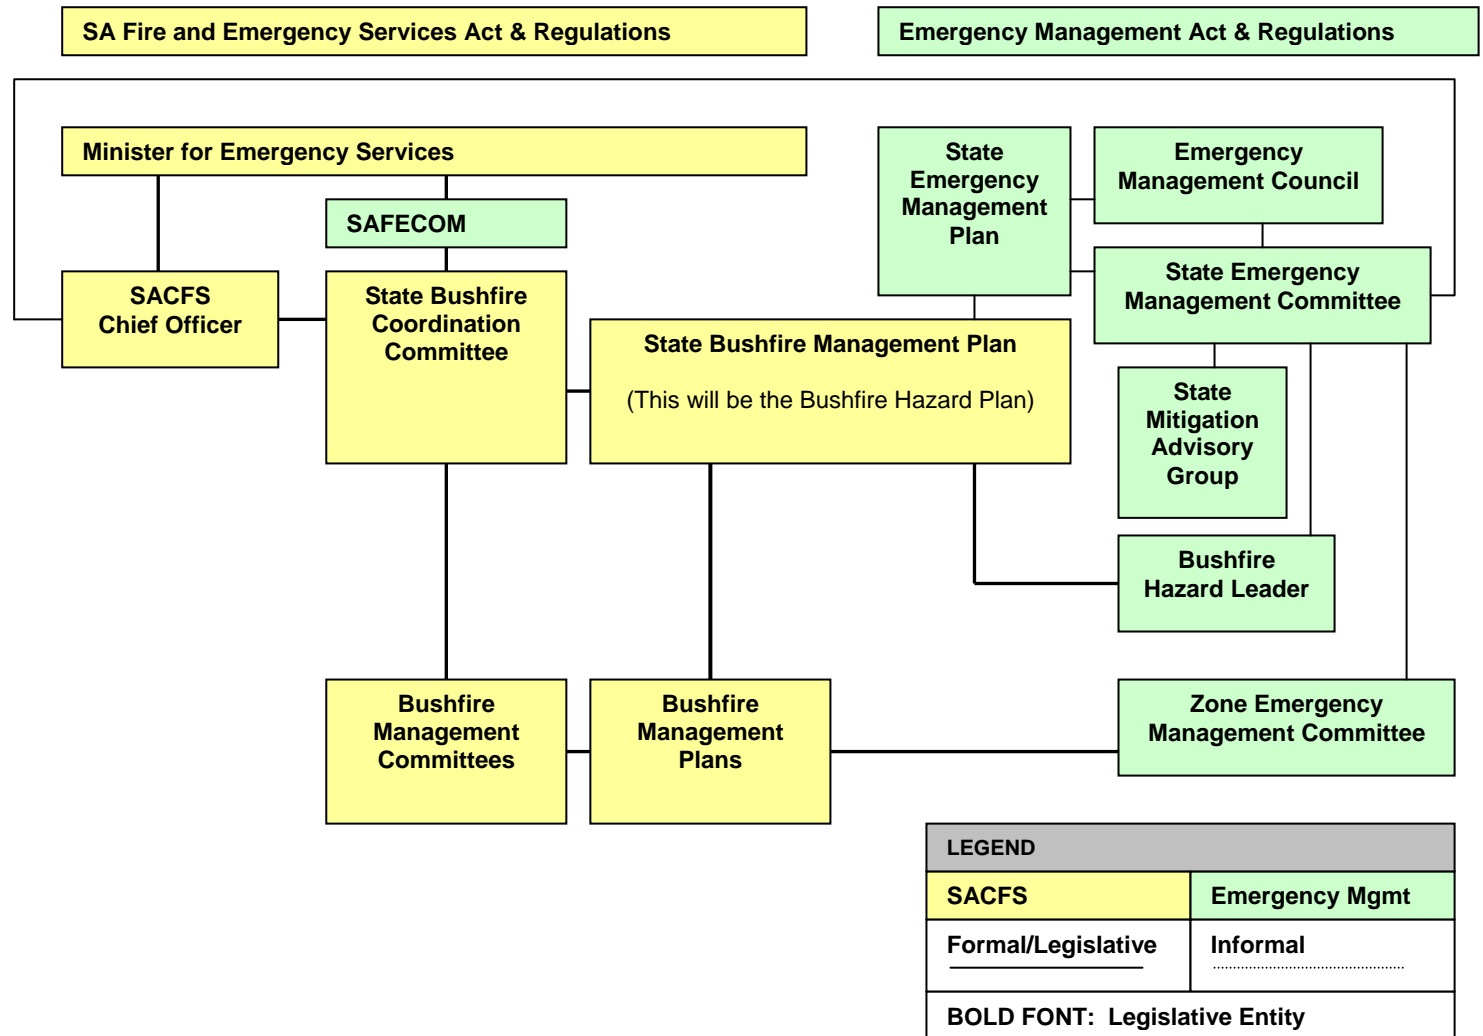 SA Fire and Emergency Services Act & Regulations
Emergency Management Act & Regulations
Minister for Emergency Services
State
Emergency
Management
Plan
Emergency
Management Council
SAFECOM
SACFS
Chief Officer
State Bushfire
Coordination
Committee
State Emergency
Management Committee
State Bushfire Management Plan
(This will be the Bushfire Hazard Plan)
State
Mitigation
Advisory
Group
Bushfire
Hazard Leader
Bushfire
Management
Committees
Bushfire
Management
Plans
Zone Emergency
Management Committee
LEGEND
SACFS
Emergency Mgmt
Formal/Legislative
Informal
BOLD FONT: Legislative Entity